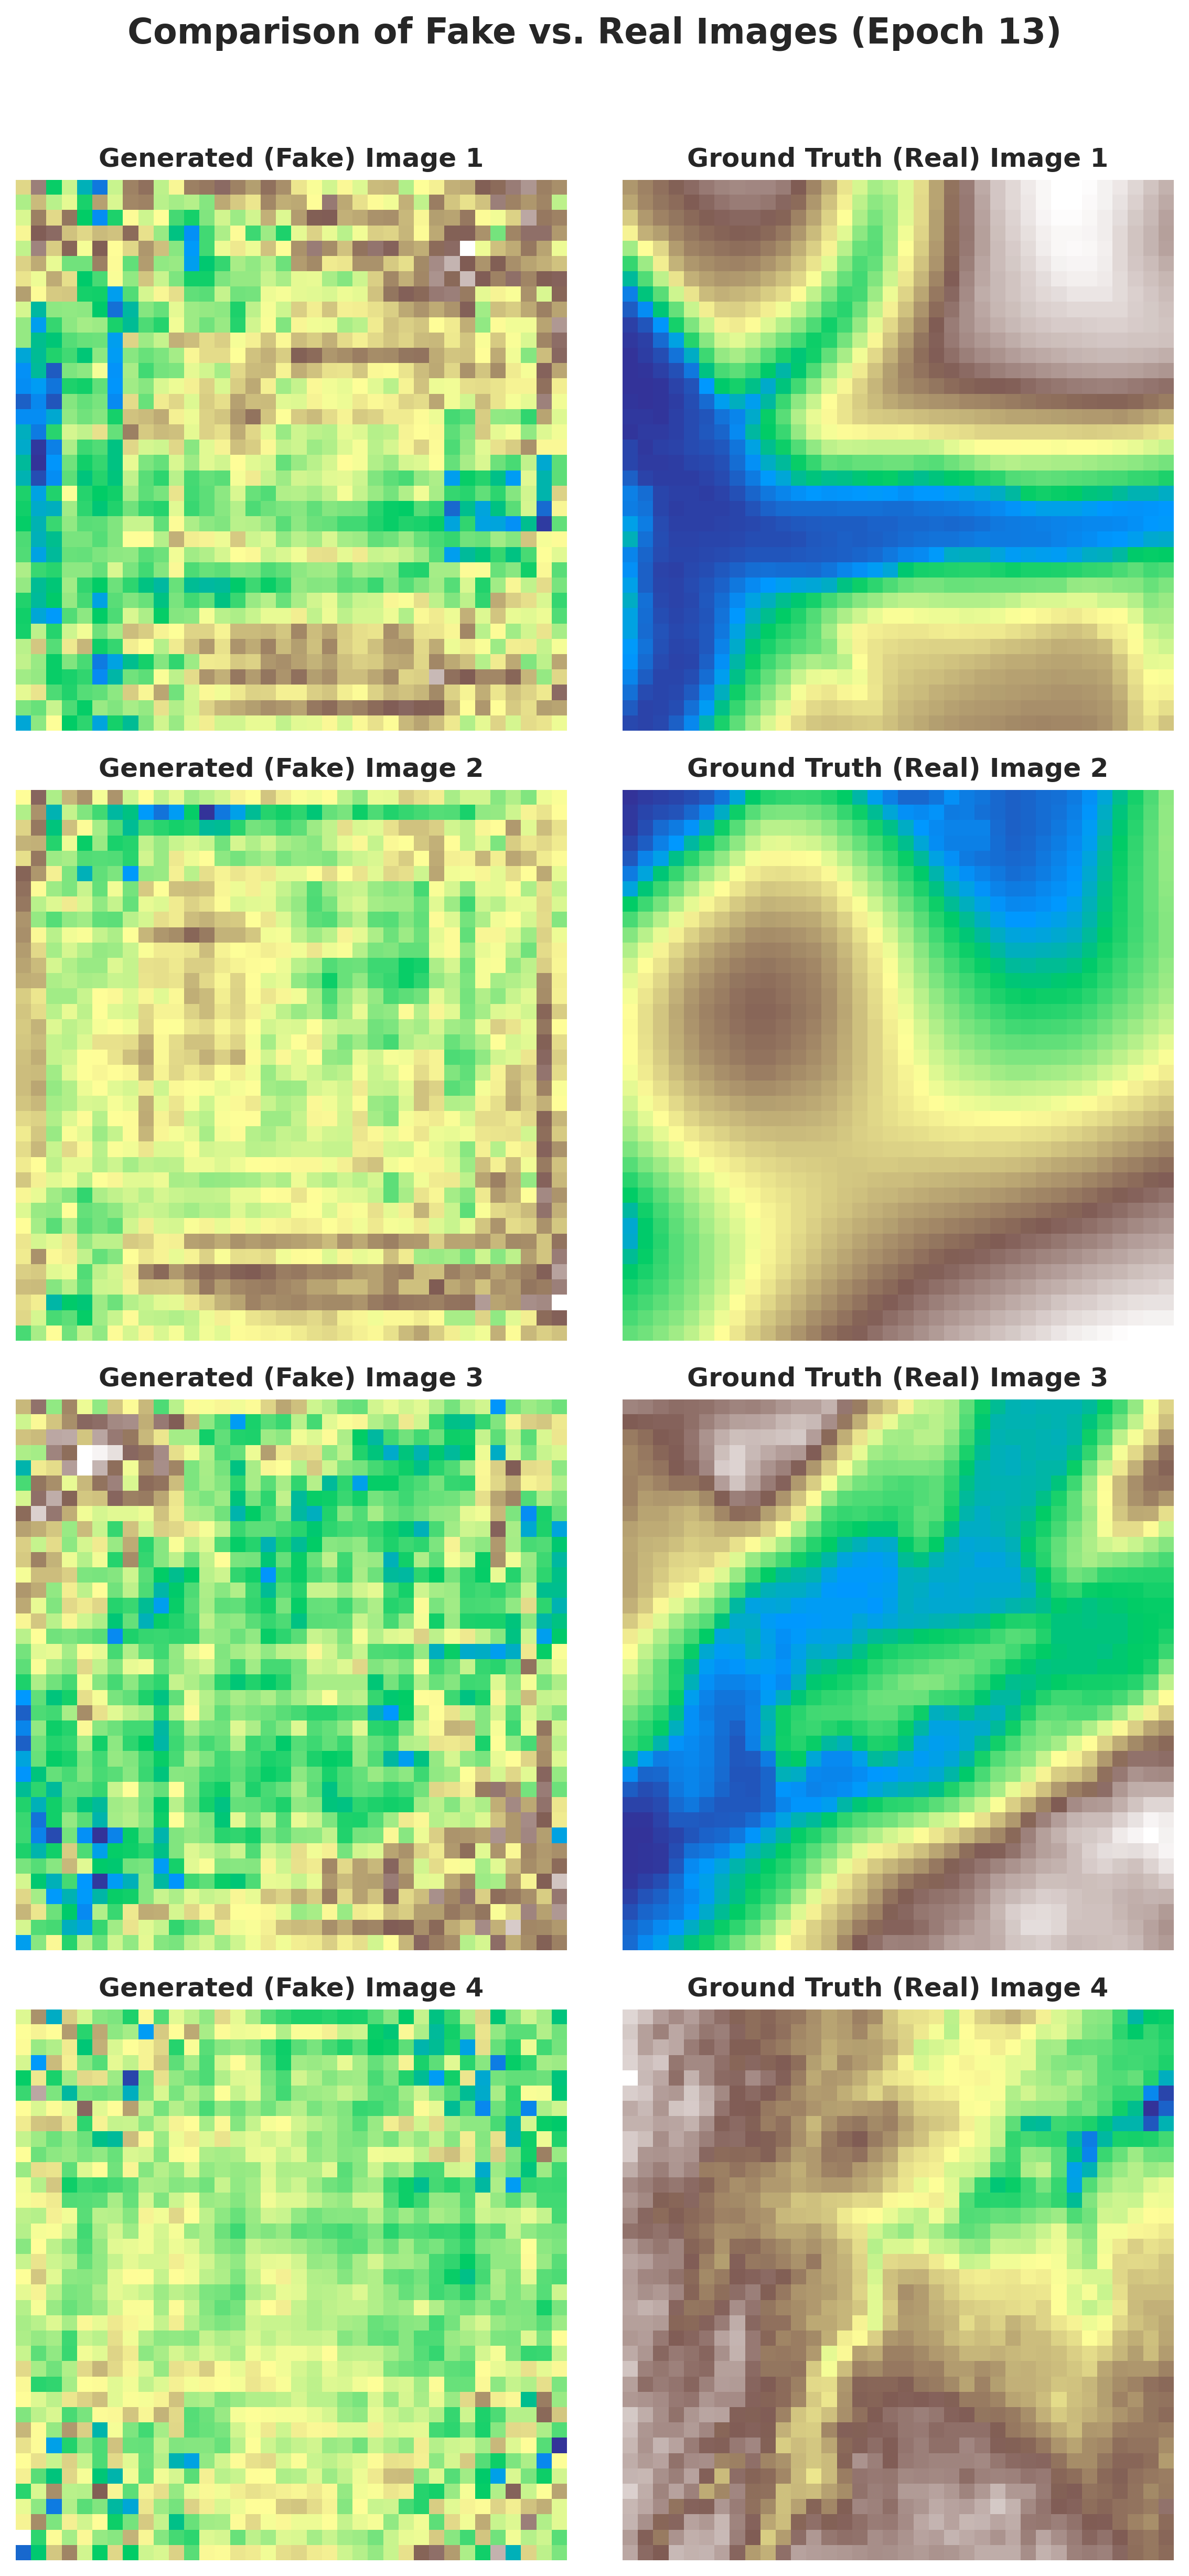 Comparison of Fake vs. Real Images (Epoch 13)
Generated (Fake) Image 1
Ground Truth (Real) Image 1
Generated (Fake) Image 2
Ground Truth (Real) Image 2
Generated (Fake) Image 3
Ground Truth (Real) Image 3
Generated (Fake) Image 4
Ground Truth (Real) Image 4